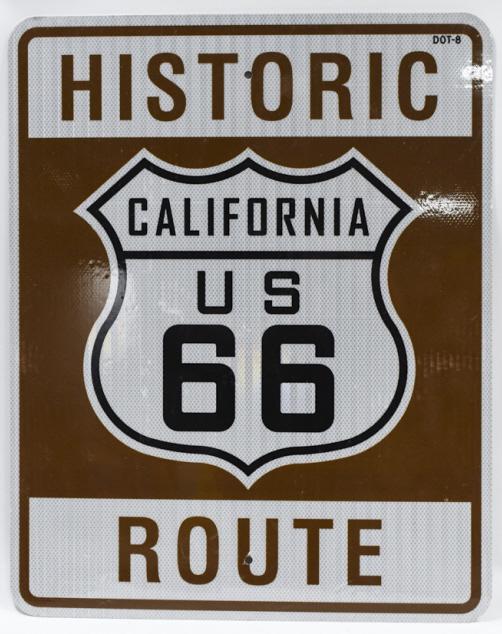 DOT-8
HISTORIC
CALIFORNIA
US
66
ROUTE